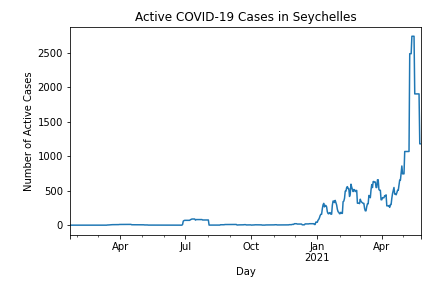 Active COVID-19 Cases in Seychelles
Number of Active Cases
2500
2000
1500
1000
500
0
Apr
Jul
Oct
Jan
2021
Apr
Day